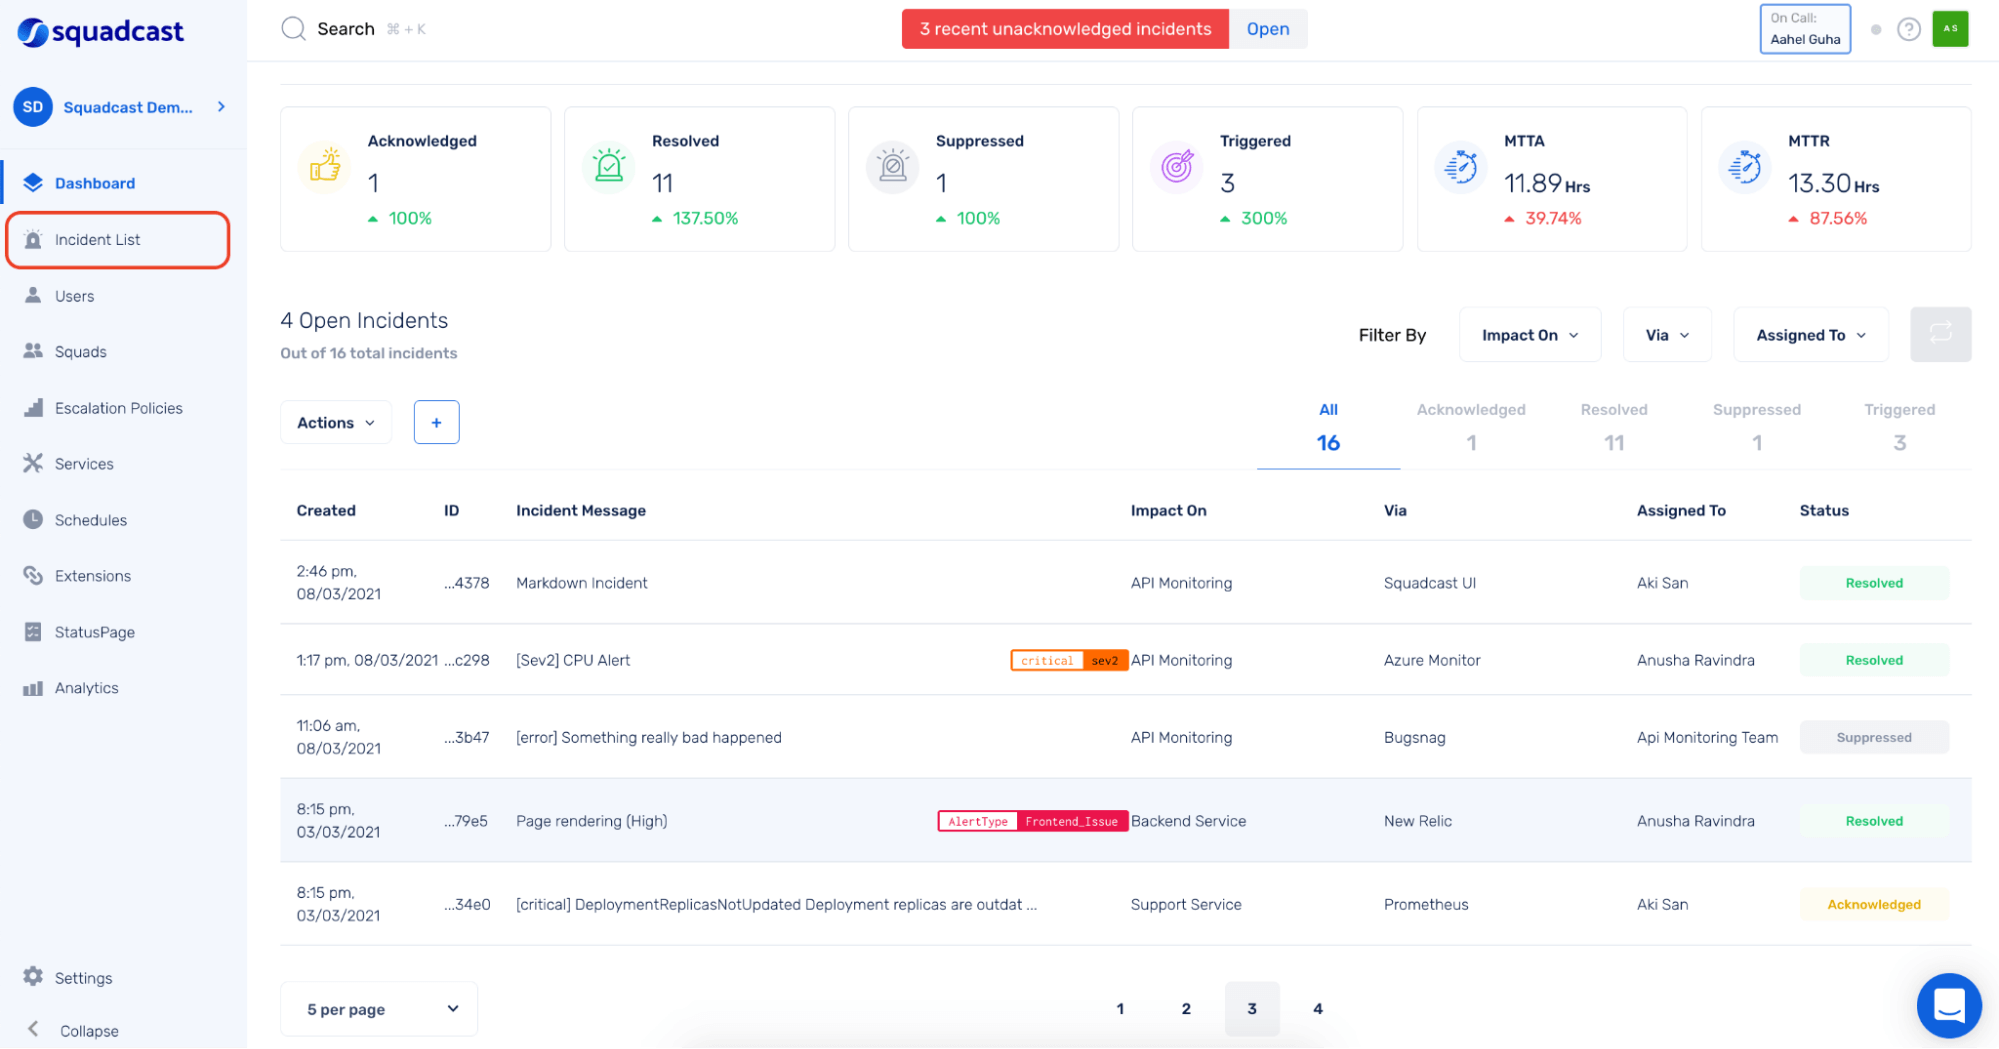 squadcast
Search ⌘ + K
3 recent unacknowledged incidents Open
On Call:
Aahel Guha
?
AS
SD Squadcast Dem...
Dashboard
Incident List
Users
Squads
Escalation Policies
Services
Schedules
Extensions
StatusPage
Analytics
Settings
Collapse
Acknowledged
1
100%
Resolved
11
137.50%
Suppressed
1
100%
Triggered
3
300%
MTTA
11.89 Hrs
39.74%
MTTR
13.30 Hrs
87.56%
4 Open Incidents
Out of 16 total incidents
Filter By Impact On Via Assigned To
Actions +
All Acknowledged Resolved Suppressed Triggered
16 1 11 1 3
Created ID Incident Message Impact On Via Assigned To Status
2:46 pm,
08/03/2021 ...4378 Markdown Incident API Monitoring Squadcast UI Aki San Resolved
1:17 pm, 08/03/2021 ...c298 [Sev2] CPU Alert critical sev2 API Monitoring Azure Monitor Anusha Ravindra Resolved
11:06 am,
08/03/2021 ...3b47 [error] Something really bad happened API Monitoring Bugsnag Api Monitoring Team Suppressed
8:15 pm,
03/03/2021 ...79e5 Page rendering (High) AlertType Frontend_Issue Backend Service New Relic Anusha Ravindra Resolved
8:15 pm,
03/03/2021 ...34e0 [critical] DeploymentReplicasNotUpdated Deployment replicas are outdat ... Support Service Prometheus Aki San Acknowledged
5 per page 1 2 3 4